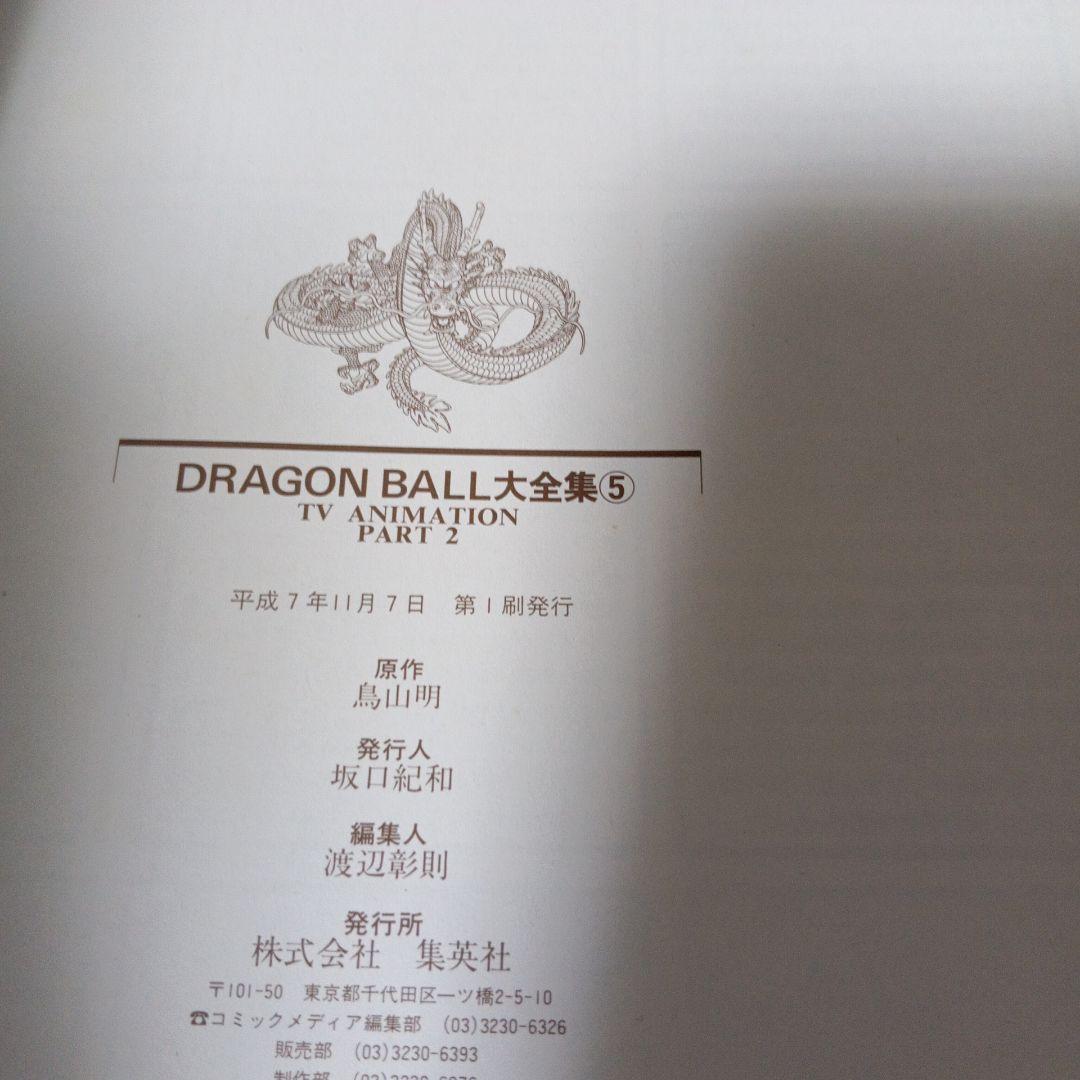 DRAGON BALL大全集⑤
TV ANIMATION
PART 2
平成7年11月7日　第1刷発行
原作
鳥山明
発行人
坂口紀和
編集人
渡辺彰則
発行所
株式会社　集英社
〒101-50　東京都千代田区一ツ橋2-5-10
☎コミックメディア編集部　(03)3230-6326
販売部　(03)3230-6393
制作部